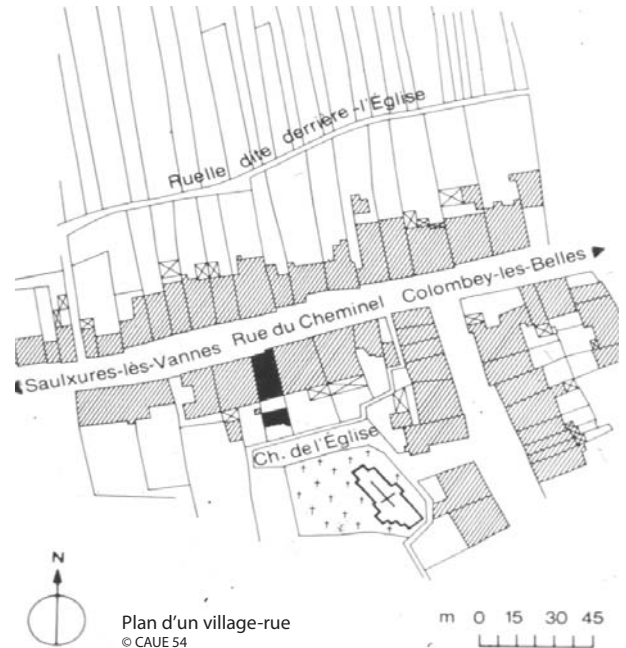 Ruelle dite derrière-l'Église
Saulxures-lès-Vannes Rue du Cheminel Colombey-les-Belles
Ch. de l'Église
N
Plan d'un village-rue
© CAUE 54
m 0 15 30 45